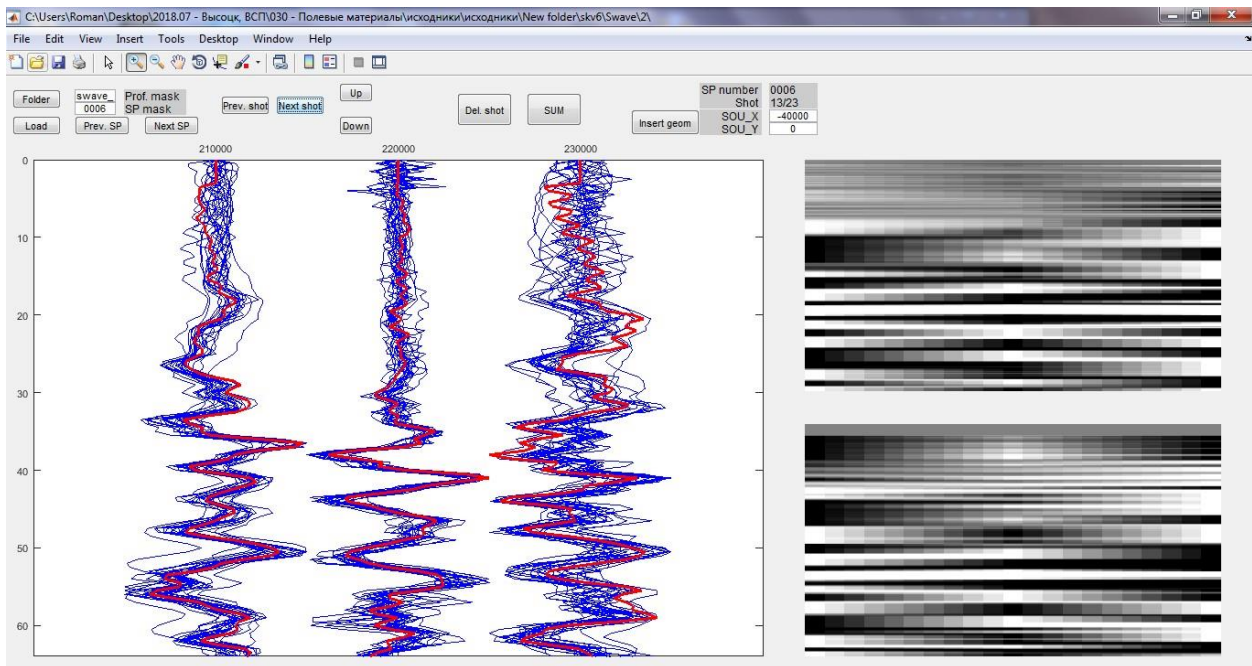 C:\Users\Roman\Desktop\2018.07 - Высоцк, ВСП\030 - Полевые материалы\исходники\исходники\New folder\skv6\Swave\2\
File Edit View Insert Tools Desktop Window Help
Folder swave_ Prof. mask
0006 SP mask
Load Prev. SP Next SP
Prev. shot Next shot
Up
Down
Del. shot SUM
Insert geom
SP number 0006
Shot 13/23
SOU_X -40000
SOU_Y 0
210000 220000 230000
0
10
20
30
40
50
60